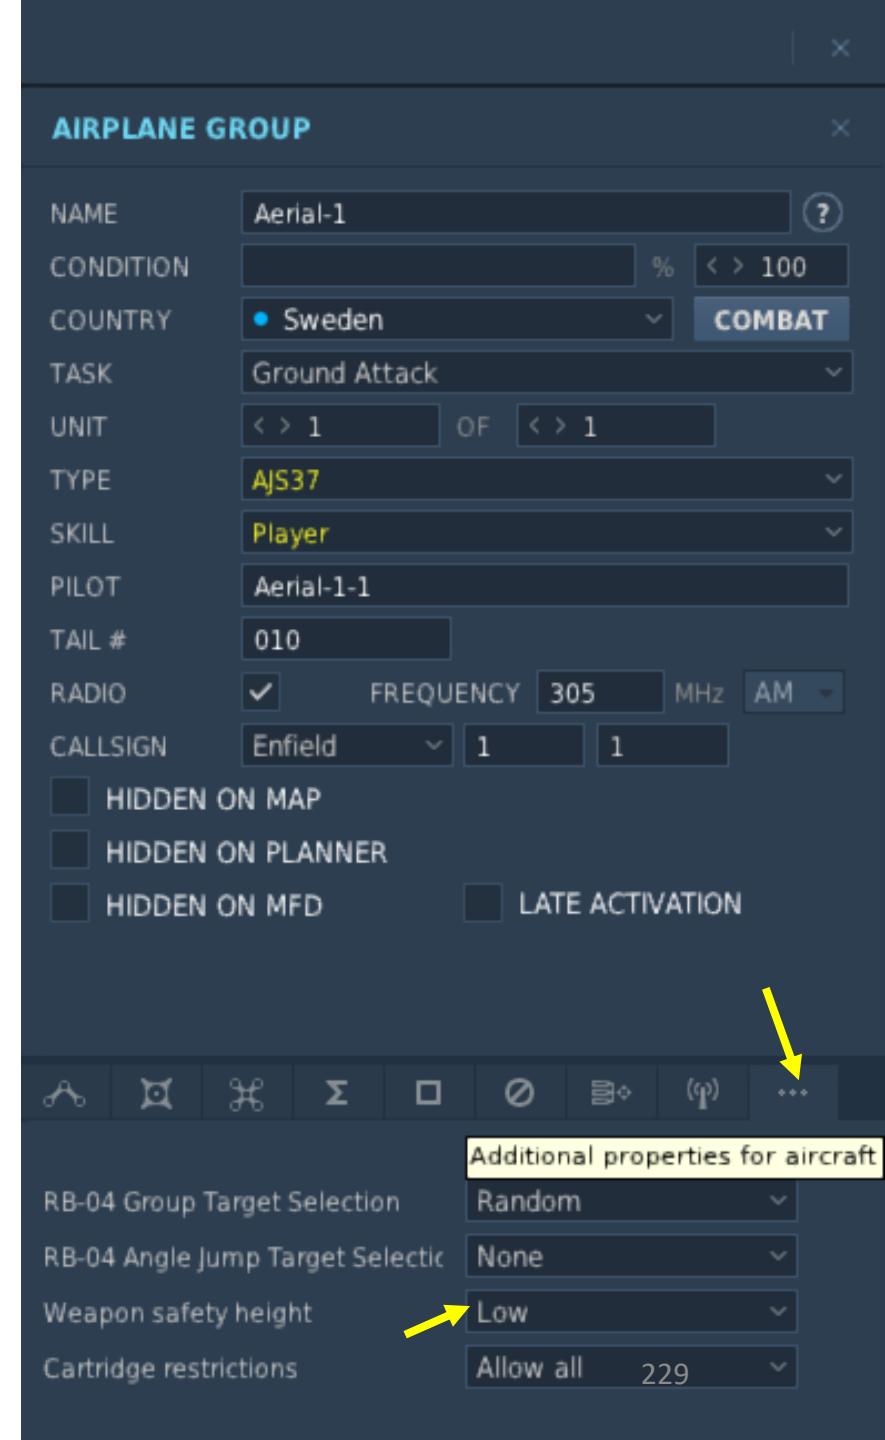 AIRPLANE GROUP
NAME Aerial-1 ?
CONDITION % < > 100
COUNTRY Sweden COMBAT
TASK Ground Attack
UNIT < > 1 OF < > 1
TYPE AJS37
SKILL Player
PILOT Aerial-1-1
TAIL # 010
RADIO FREQUENCY 305 MHz AM
CALLSIGN Enfield 1 1
HIDDEN ON MAP
HIDDEN ON PLANNER
HIDDEN ON MFD LATE ACTIVATION
Additional properties for aircraft
RB-04 Group Target Selection Random
RB-04 Angle Jump Target Selectic None
Weapon safety height Low
Cartridge restrictions Allow all 229